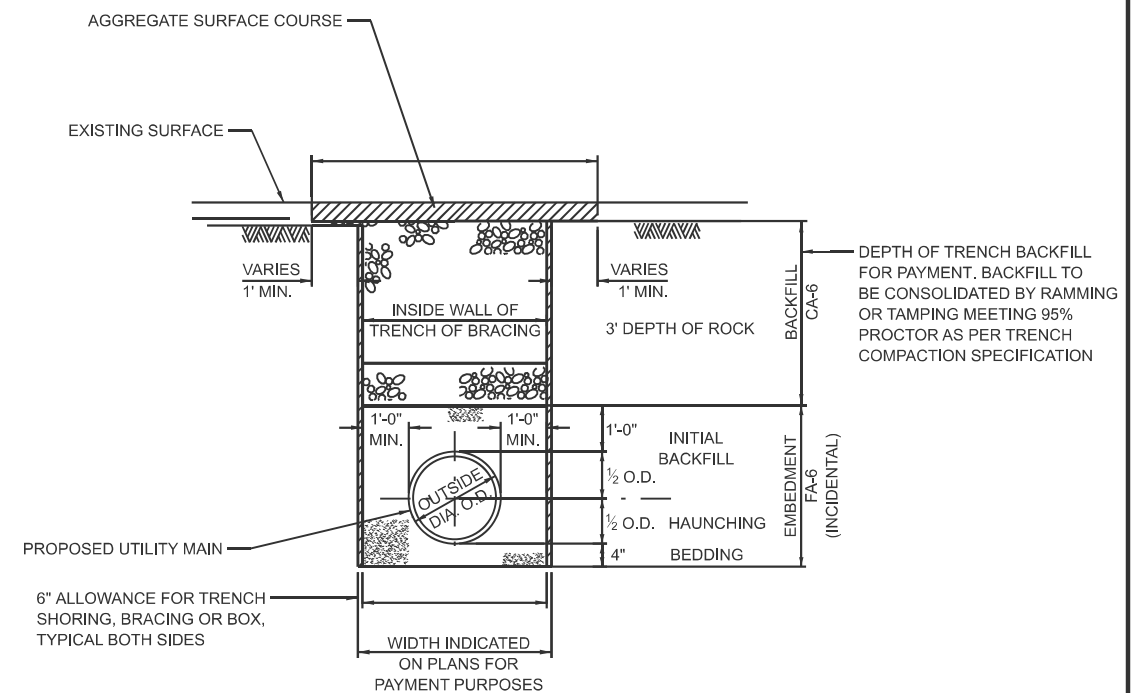 AGGREGATE SURFACE COURSE
EXISTING SURFACE
VARIES
1' MIN.
VARIES
1' MIN.
INSIDE WALL OF
TRENCH OF BRACING
3' DEPTH OF ROCK
BACKFILL
CA-6
DEPTH OF TRENCH BACKFILL
FOR PAYMENT. BACKFILL TO
BE CONSOLIDATED BY RAMMING
OR TAMPING MEETING 95%
PROCTOR AS PER TRENCH
COMPACTION SPECIFICATION
1'-0"
MIN.
1'-0"
MIN.
1'-0"
INITIAL
BACKFILL
½ O.D.
OUTSIDE
DIA. O.D.
½ O.D.
HAUNCHING
4"
BEDDING
EMBEDMENT
FA-6
(INCIDENTAL)
PROPOSED UTILITY MAIN
6" ALLOWANCE FOR TRENCH
SHORING, BRACING OR BOX,
TYPICAL BOTH SIDES
WIDTH INDICATED
ON PLANS FOR
PAYMENT PURPOSES